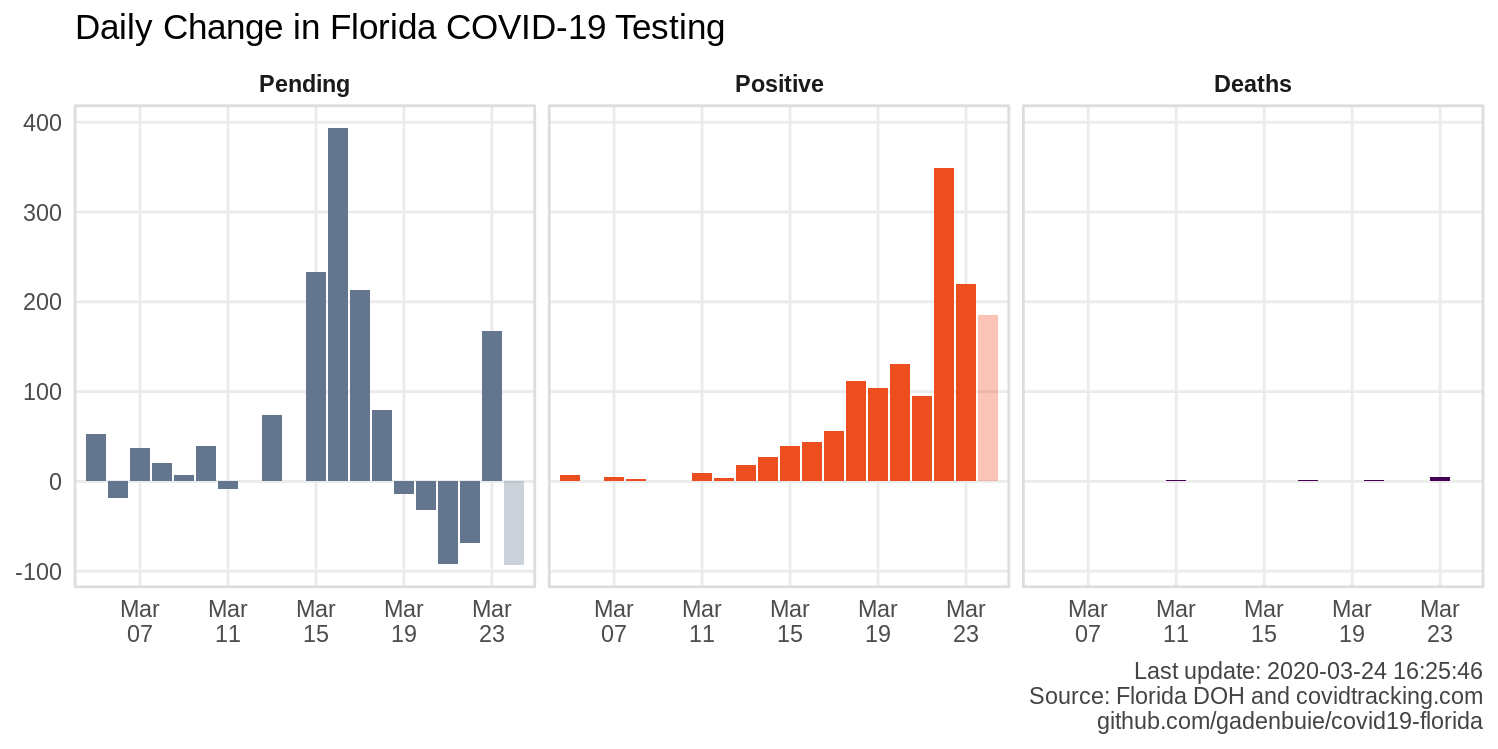 Daily Change in Florida COVID-19 Testing
Pending Positive Deaths
400
300
200
100
0
-100
Mar Mar Mar Mar Mar Mar Mar Mar Mar Mar Mar Mar Mar Mar Mar
07 11 15 19 23 07 11 15 19 23 07 11 15 19 23
Last update: 2020-03-24 16:25:46
Source: Florida DOH and covidtracking.com
github.com/gadenbuie/covid19-florida